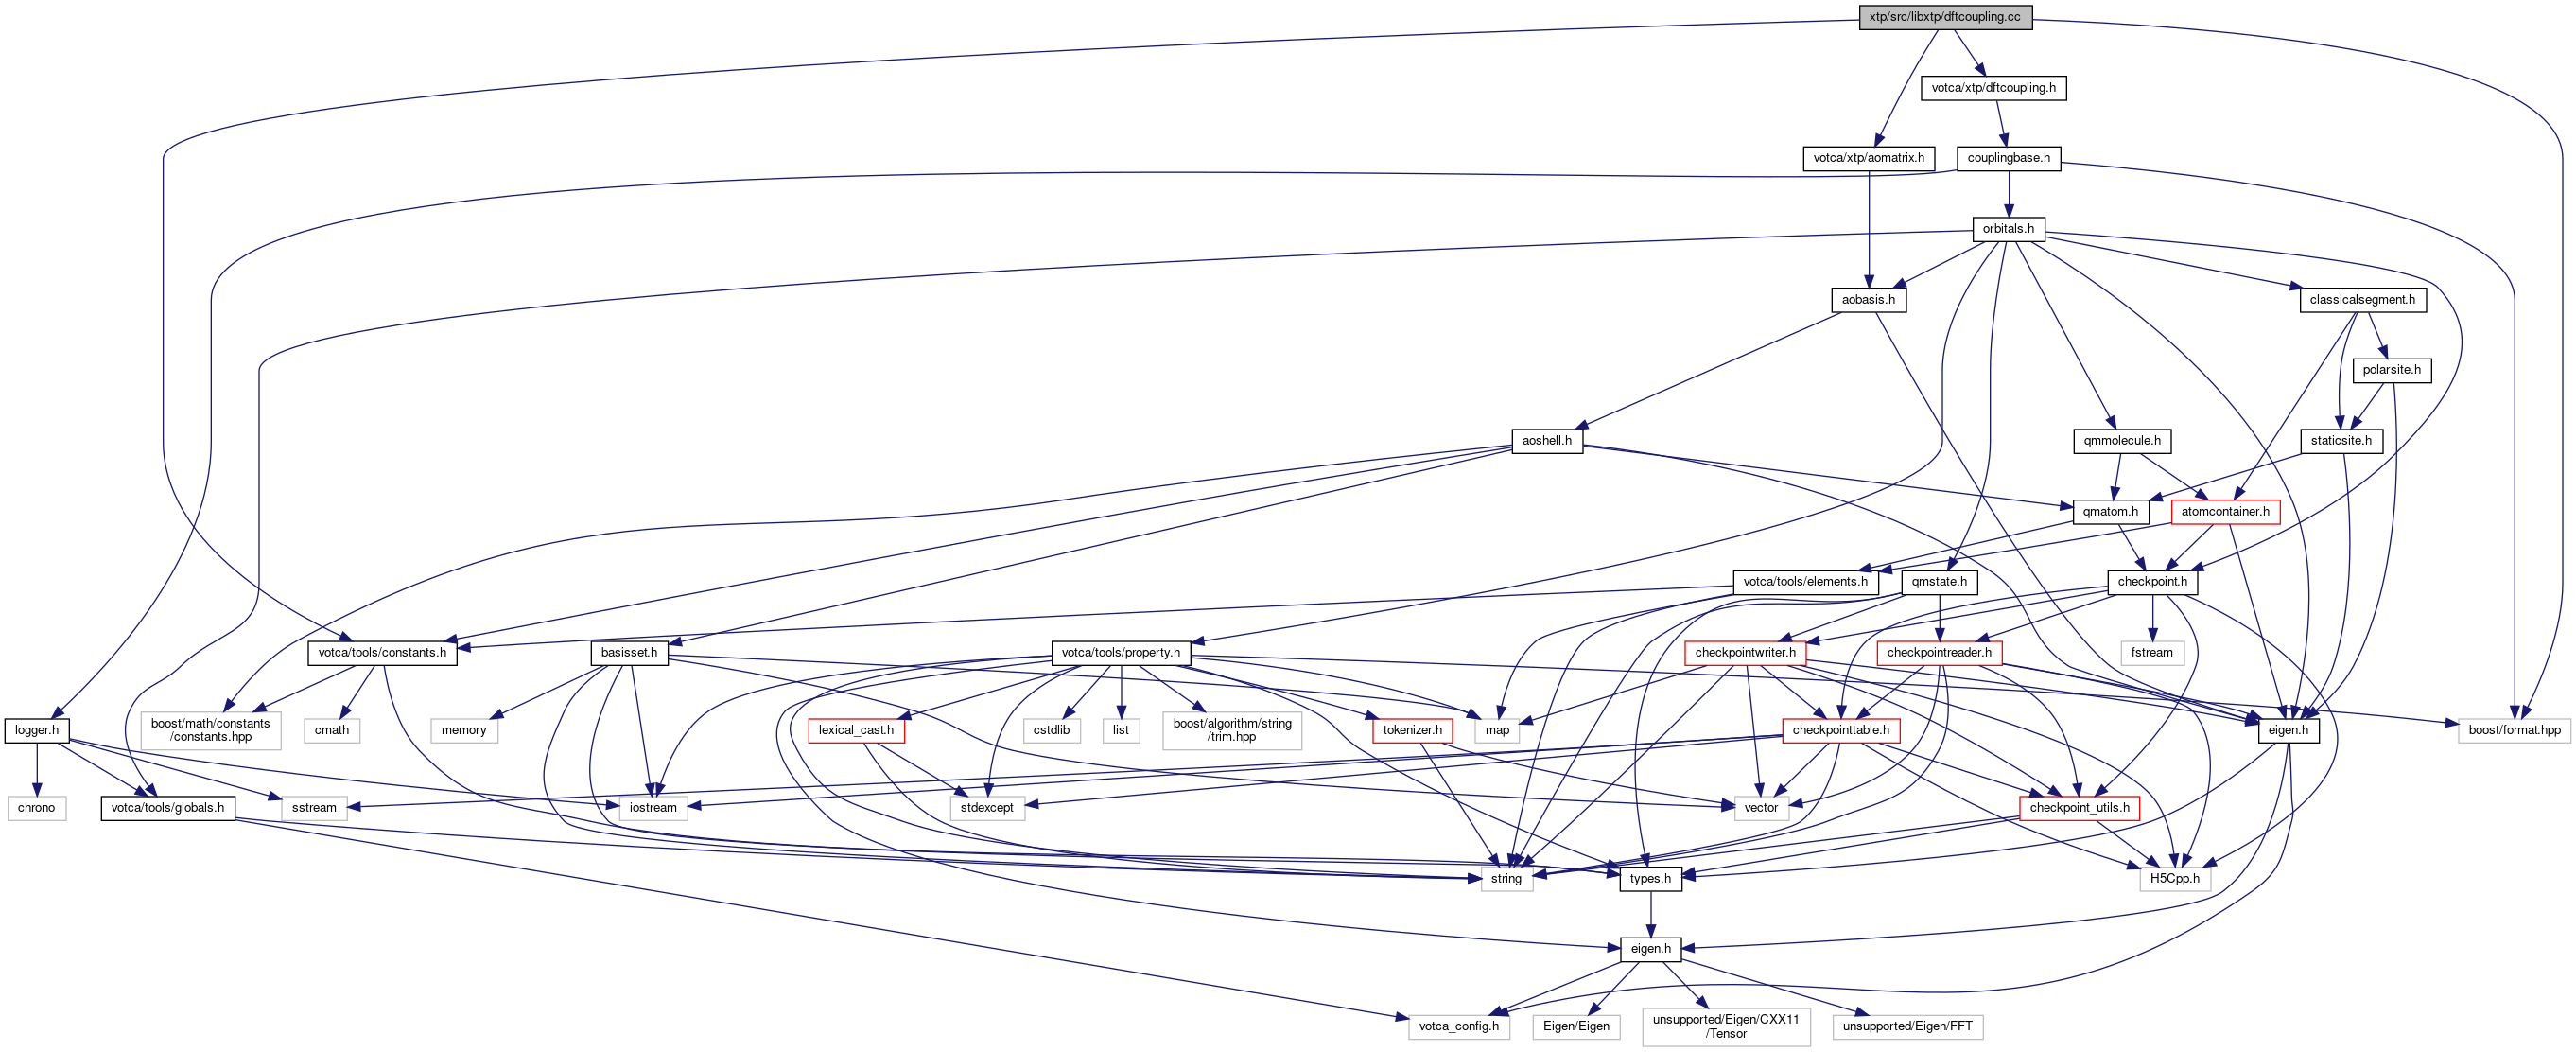 xtp/src/libxtp/dftcoupling.cc
votca/xtp/dftcoupling.h
votca/xtp/aomatrix.h
couplingbase.h
orbitals.h
aobasis.h
classicalsegment.h
polarsite.h
aoshell.h
qmmolecule.h
staticsite.h
qmatom.h
atomcontainer.h
votca/tools/elements.h
qmstate.h
checkpoint.h
votca/tools/constants.h
basisset.h
votca/tools/property.h
checkpointwriter.h
checkpointreader.h
fstream
logger.h
boost/math/constants
/constants.hpp
cmath
memory
lexical_cast.h
cstdlib
list
boost/algorithm/string
/trim.hpp
tokenizer.h
map
checkpointtable.h
eigen.h
boost/format.hpp
chrono
votca/tools/globals.h
sstream
iostream
stdexcept
vector
checkpoint_utils.h
string
types.h
H5Cpp.h
eigen.h
votca_config.h
Eigen/Eigen
unsupported/Eigen/CXX11
/Tensor
unsupported/Eigen/FFT